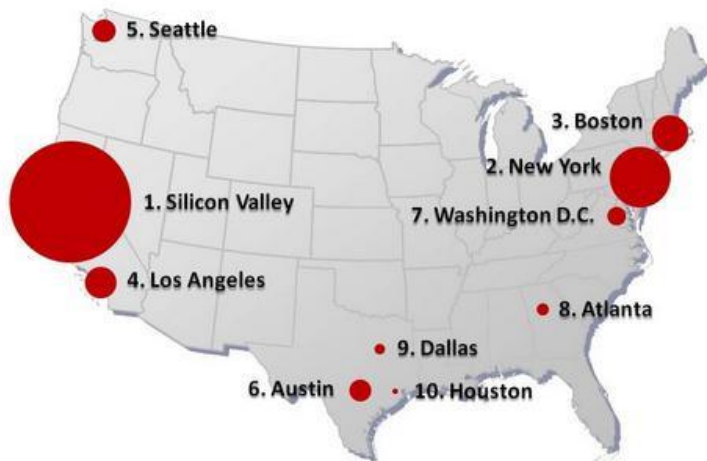 5. Seattle
3. Boston
2. New York
1. Silicon Valley
7. Washington D.C.
4. Los Angeles
8. Atlanta
9. Dallas
6. Austin
10. Houston